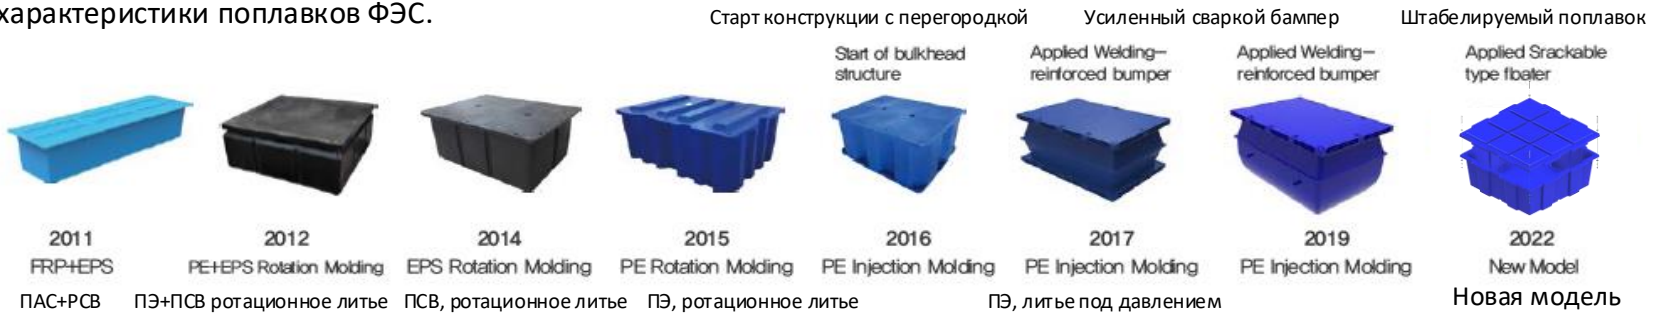 характеристики поплавков ФЭС.
Старт конструкции с перегородкой Усиленный сваркой бампер Штабелируемый поплавок
Start of bulkhead structure
Applied Welding-reinforced bumper
Applied Welding-reinforced bumper
Applied Srackable type floater
2011 2012 2014 2015 2016 2017 2019 2022
FRP+EPS PE+EPS Rotation Molding EPS Rotation Molding PE Rotation Molding PE Injection Molding PE Injection Molding PE Injection Molding New Model
ПАС+РСВ ПЭ+ПСВ ротационное литье ПСВ, ротационное литье ПЭ, ротационное литье ПЭ, литье под давлением Новая модель